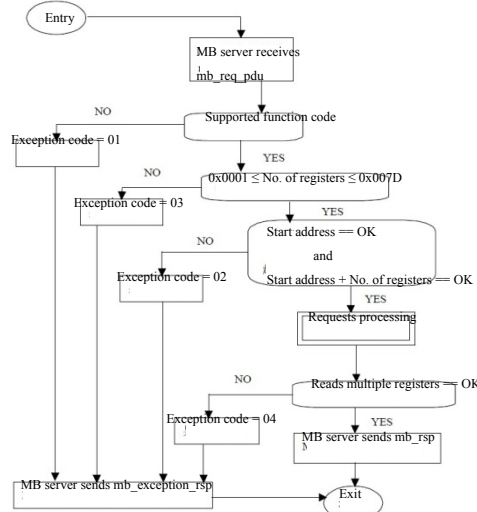 Entry
MB server receives
mb_req_pdu
Supported function code
NO
Exception code = 01
YES
0x0001 ≤ No. of registers ≤ 0x007D
NO
Exception code = 03
YES
Start address == OK
and
Start address + No. of registers == OK
NO
Exception code = 02
YES
Requests processing
Reads multiple registers == OK
NO
Exception code = 04
YES
MB server sends mb_rsp
MB server sends mb_exception_rsp
Exit